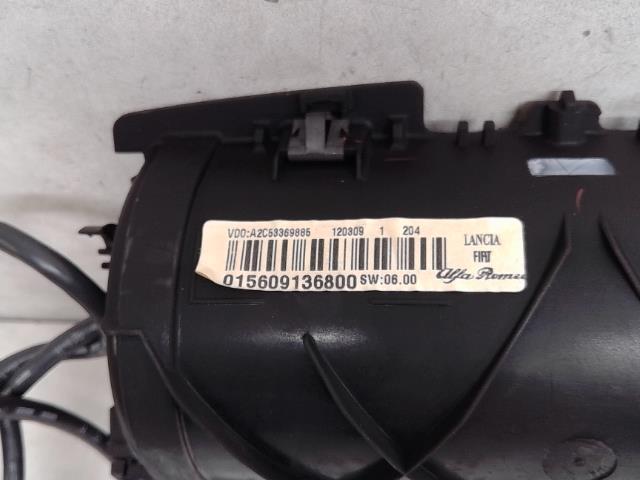 VDO:A2C53369885 120309 1 204
015609136800 SW:06.00
LANCIA
FIAT
Alfa Romeo